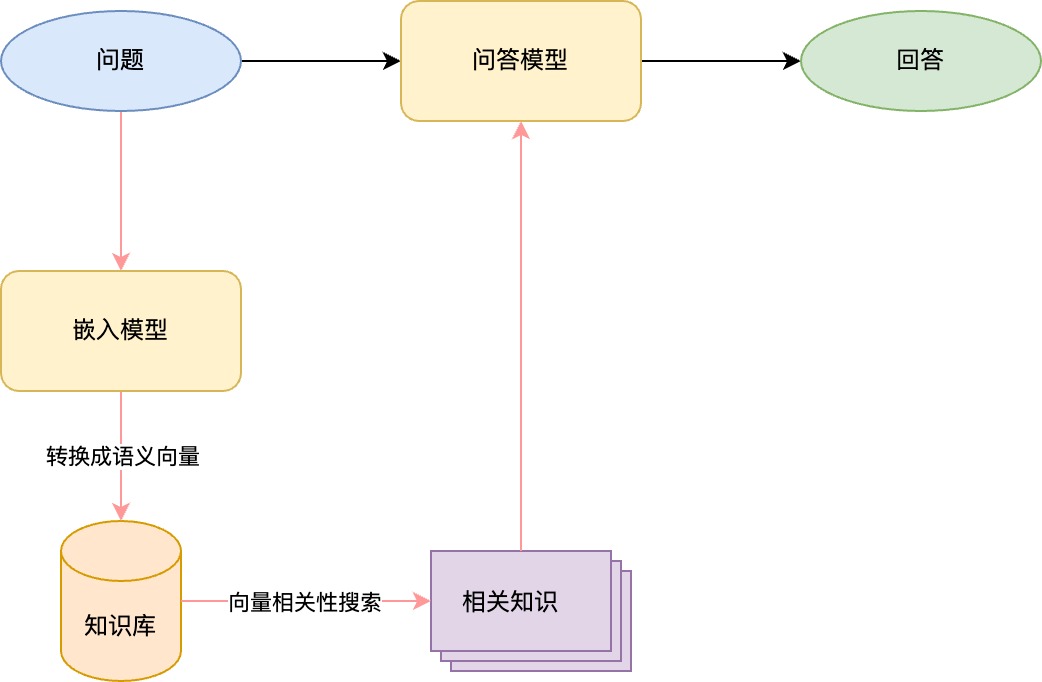 问题
问答模型
回答
嵌入模型
转换成语义向量
知识库
向量相关性搜索
相关知识